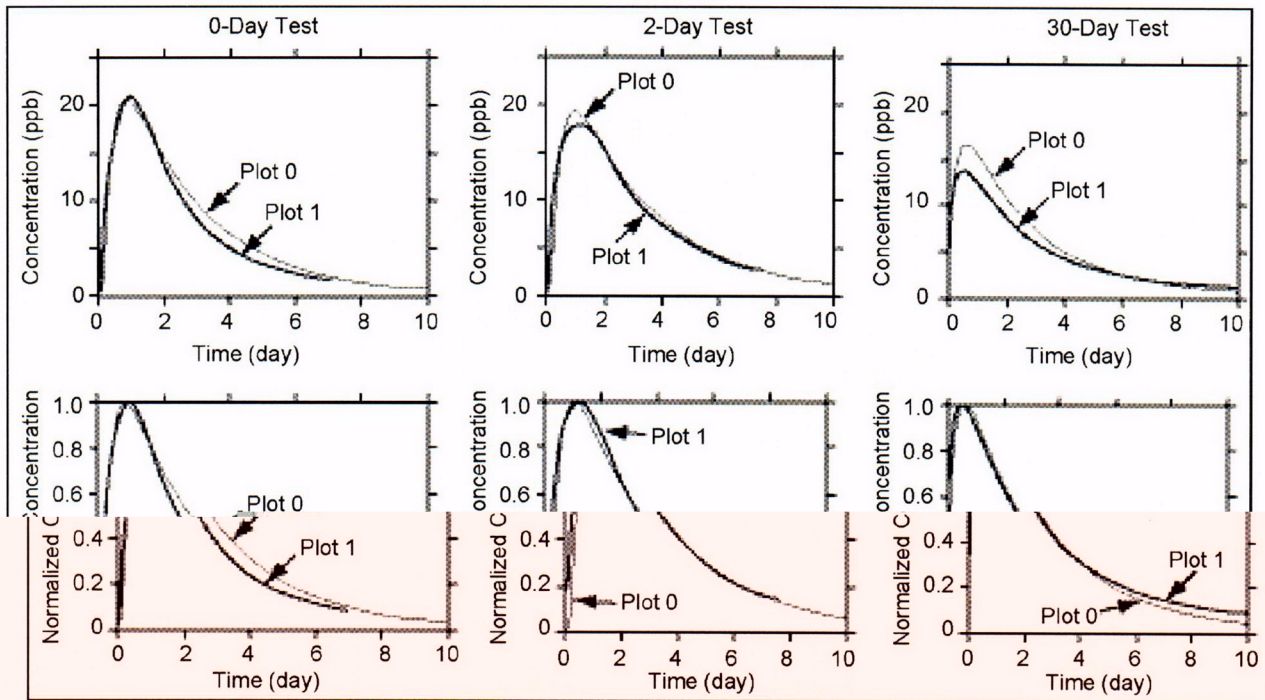 0-Day Test
2-Day Test
30-Day Test
Concentration (ppb)
20
10
0
Plot 0
Plot 1
0 2 4 6 8 10
Time (day)
Concentration (ppb)
20
10
0
Plot 0
Plot 1
0 2 4 6 8 10
Time (day)
Concentration (ppb)
20
10
0
Plot 0
Plot 1
0 2 4 6 8 10
Time (day)
Normalized Concentration
1.0
0.8
0.6
0.4
0.2
0
Plot 0
Plot 1
0 2 4 6 8 10
Time (day)
Normalized Concentration
1.0
0.8
0.6
0.4
0.2
0
Plot 1
Plot 0
0 2 4 6 8 10
Time (day)
Normalized Concentration
1.0
0.8
0.6
0.4
0.2
0
Plot 1
Plot 0
0 2 4 6 8 10
Time (day)